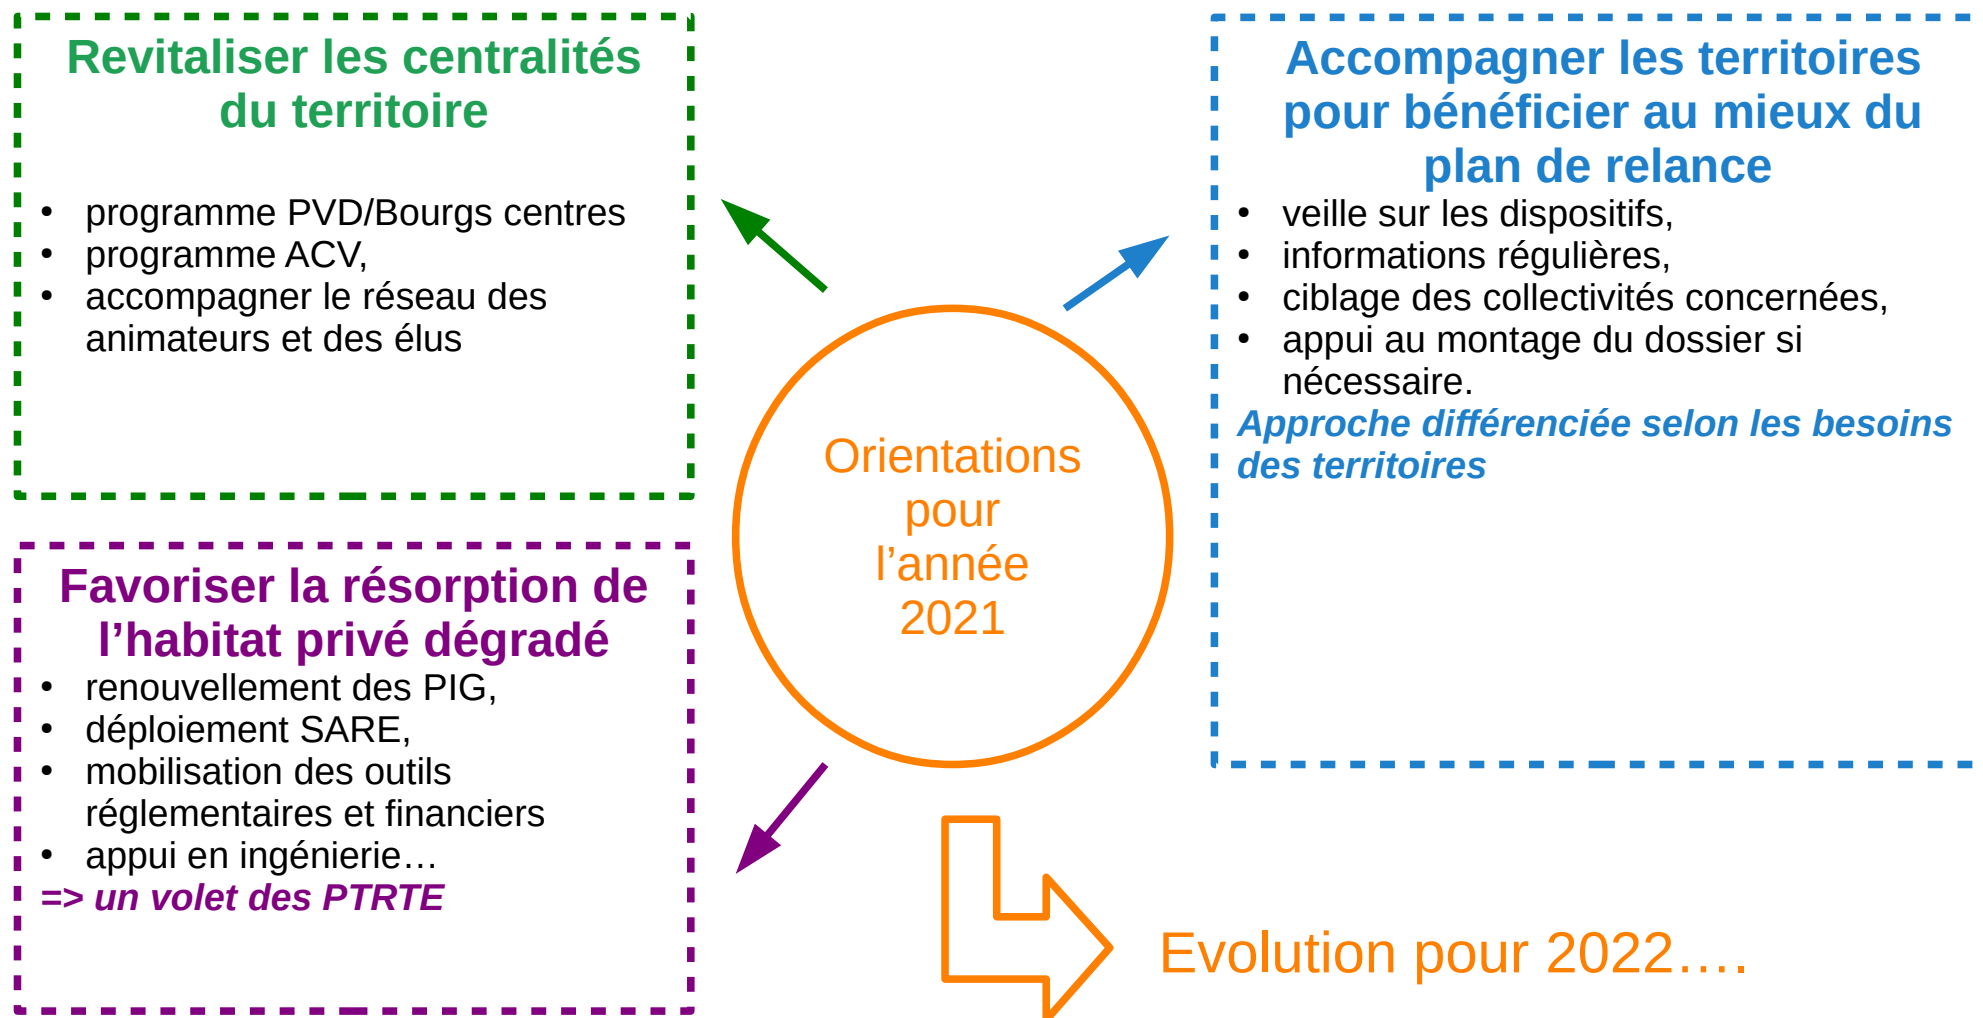 Revitaliser les centralités
du territoire
• programme PVD/Bourgs centres
• programme ACV,
• accompagner le réseau des
animateurs et des élus
Accompagner les territoires
pour bénéficier au mieux du
plan de relance
• veille sur les dispositifs,
• informations régulières,
• ciblage des collectivités concernées,
• appui au montage du dossier si
nécessaire.
Approche différenciée selon les besoins
des territoires
Orientations
pour
l’année
2021
Favoriser la résorption de
l’habitat privé dégradé
• renouvellement des PIG,
• déploiement SARE,
• mobilisation des outils
réglementaires et financiers
• appui en ingénierie…
=> un volet des PTRTE
Evolution pour 2022….